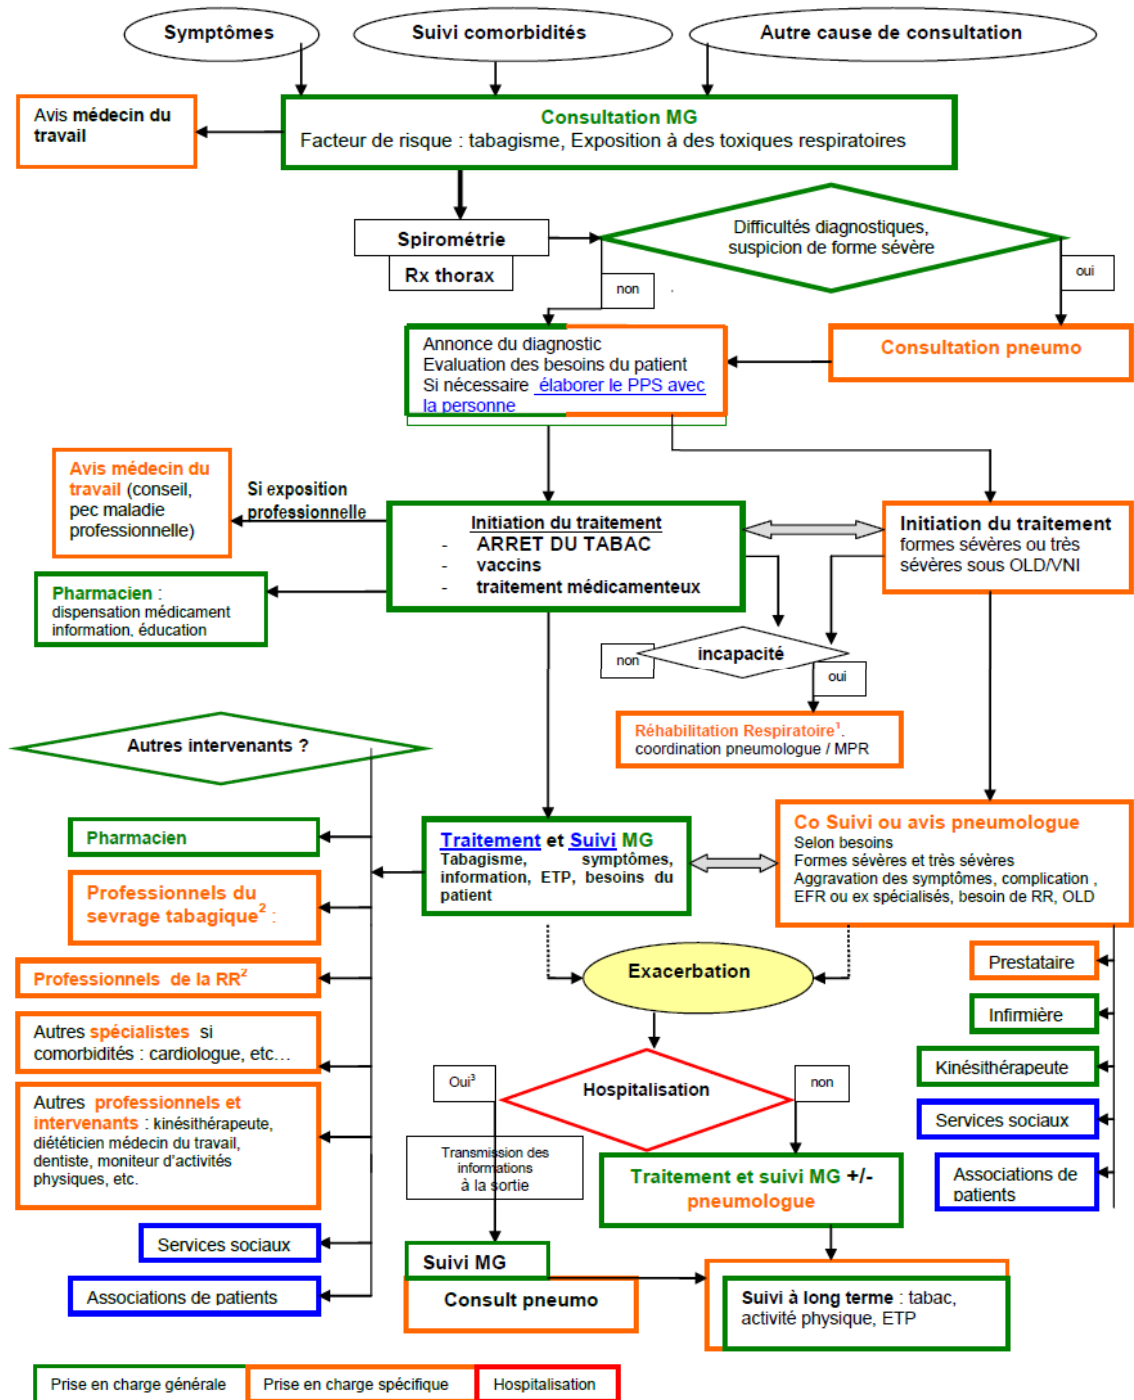 Symptômes
Suivi comorbidités
Autre cause de consultation
Avis médecin du
travail
Consultation MG
Facteur de risque : tabagisme, Exposition à des toxiques respiratoires
Spirométrie
Rx thorax
Difficultés diagnostiques,
suspicion de forme sévère
non
oui
Annonce du diagnostic
Evaluation des besoins du patient
Si nécessaire élaborer le PPS avec
la personne
Consultation pneumo
Avis médecin du
travail (conseil,
pec maladie
professionnelle)
Si exposition
professionnelle
Initiation du traitement
- ARRET DU TABAC
- vaccins
- traitement médicamenteux
Initiation du traitement
formes sévères ou très
sévères sous OLD/VNI
Pharmacien :
dispensation médicament
information, éducation
incapacité
non
oui
Réhabilitation Respiratoire¹.
coordination pneumologue / MPR
Autres intervenants ?
Pharmacien
Professionnels du
sevrage tabagique² :
Professionnels de la RR²
Autres spécialistes si
comorbidités : cardiologue, etc…
Autres professionnels et
intervenants : kinésithérapeute,
diététicien médecin du travail,
dentiste, moniteur d'activités
physiques, etc.
Services sociaux
Associations de patients
Traitement et Suivi MG
Tabagisme, symptômes,
information, ETP, besoins du
patient
Co Suivi ou avis pneumologue
Selon besoins
Formes sévères et très sévères
Aggravation des symptômes, complication ,
EFR ou ex spécialisés, besoin de RR, OLD
Prestataire
Infirmière
Kinésithérapeute
Services sociaux
Associations de
patients
Exacerbation
Hospitalisation
Oui³
non
Transmission des
informations
à la sortie
Traitement et suivi MG +/-
pneumologue
Suivi MG
Consult pneumo
Suivi à long terme : tabac,
activité physique, ETP
Prise en charge générale
Prise en charge spécifique
Hospitalisation